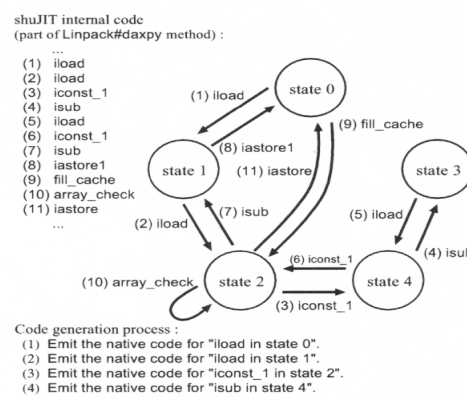 shuJIT internal code
(part of Linpack#daxpy method) :
...
(1) iload
(2) iload
(3) iconst_1
(4) isub
(5) iload
(6) iconst_1
(7) isub
(8) iastore1
(9) fill_cache
(10) array_check
(11) iastore
...
state 0
(1) iload
(9) fill_cache
(8) iastore1
state 1
(11) iastore
state 3
(7) isub
(2) iload
(5) iload
(6) iconst_1
(4) isu
(10) array_check
state 2
state 4
(3) iconst_1
Code generation process :
(1) Emit the native code for "iload in state 0".
(2) Emit the native code for "iload in state 1".
(3) Emit the native code for "iconst_1 in state 2".
(4) Emit the native code for "isub in state 4".